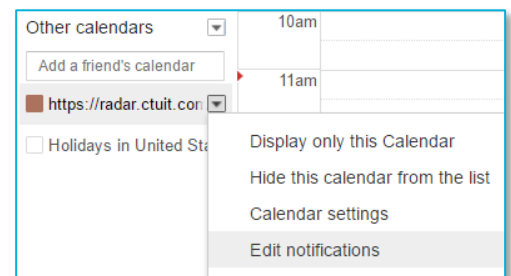 Other calendars
10am
Add a friend's calendar
11am
https://radar.ctuit.con
Holidays in United Sta
Display only this Calendar
Hide this calendar from the list
Calendar settings
Edit notifications